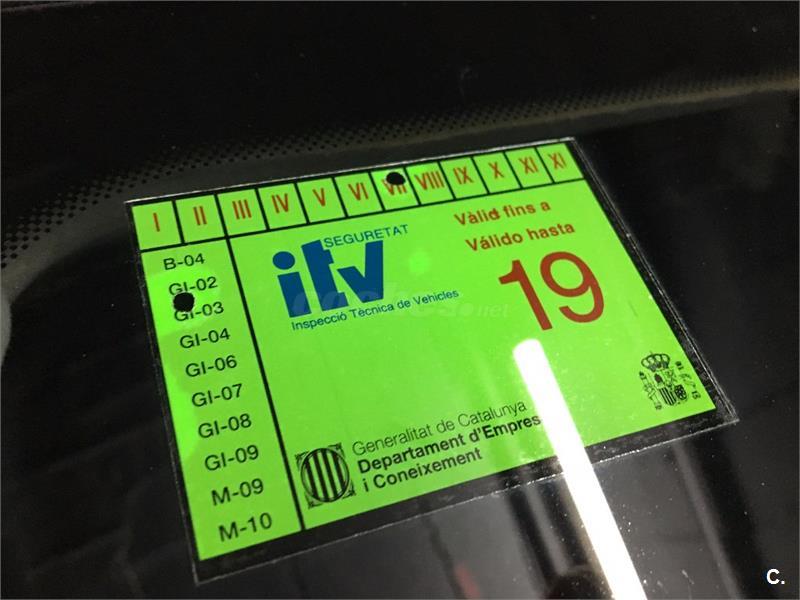 I II III IV V VI VII VIII IX X XI XI
B-04
GI-02
GI-03
GI-04
GI-06
GI-07
GI-08
GI-09
M-09
M-10
SEGURETAT
itv
Inspecció Tècnica de Vehicles
Vàlid fins a
Válido hasta
19
Generalitat de Catalunya
Departament d'Empres
i Coneixement
C.